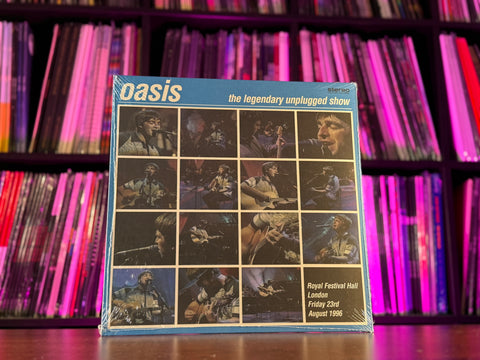 oasis
stereo
the legendary unplugged show
Royal Festival Hall
London
Friday 23rd
August 1996